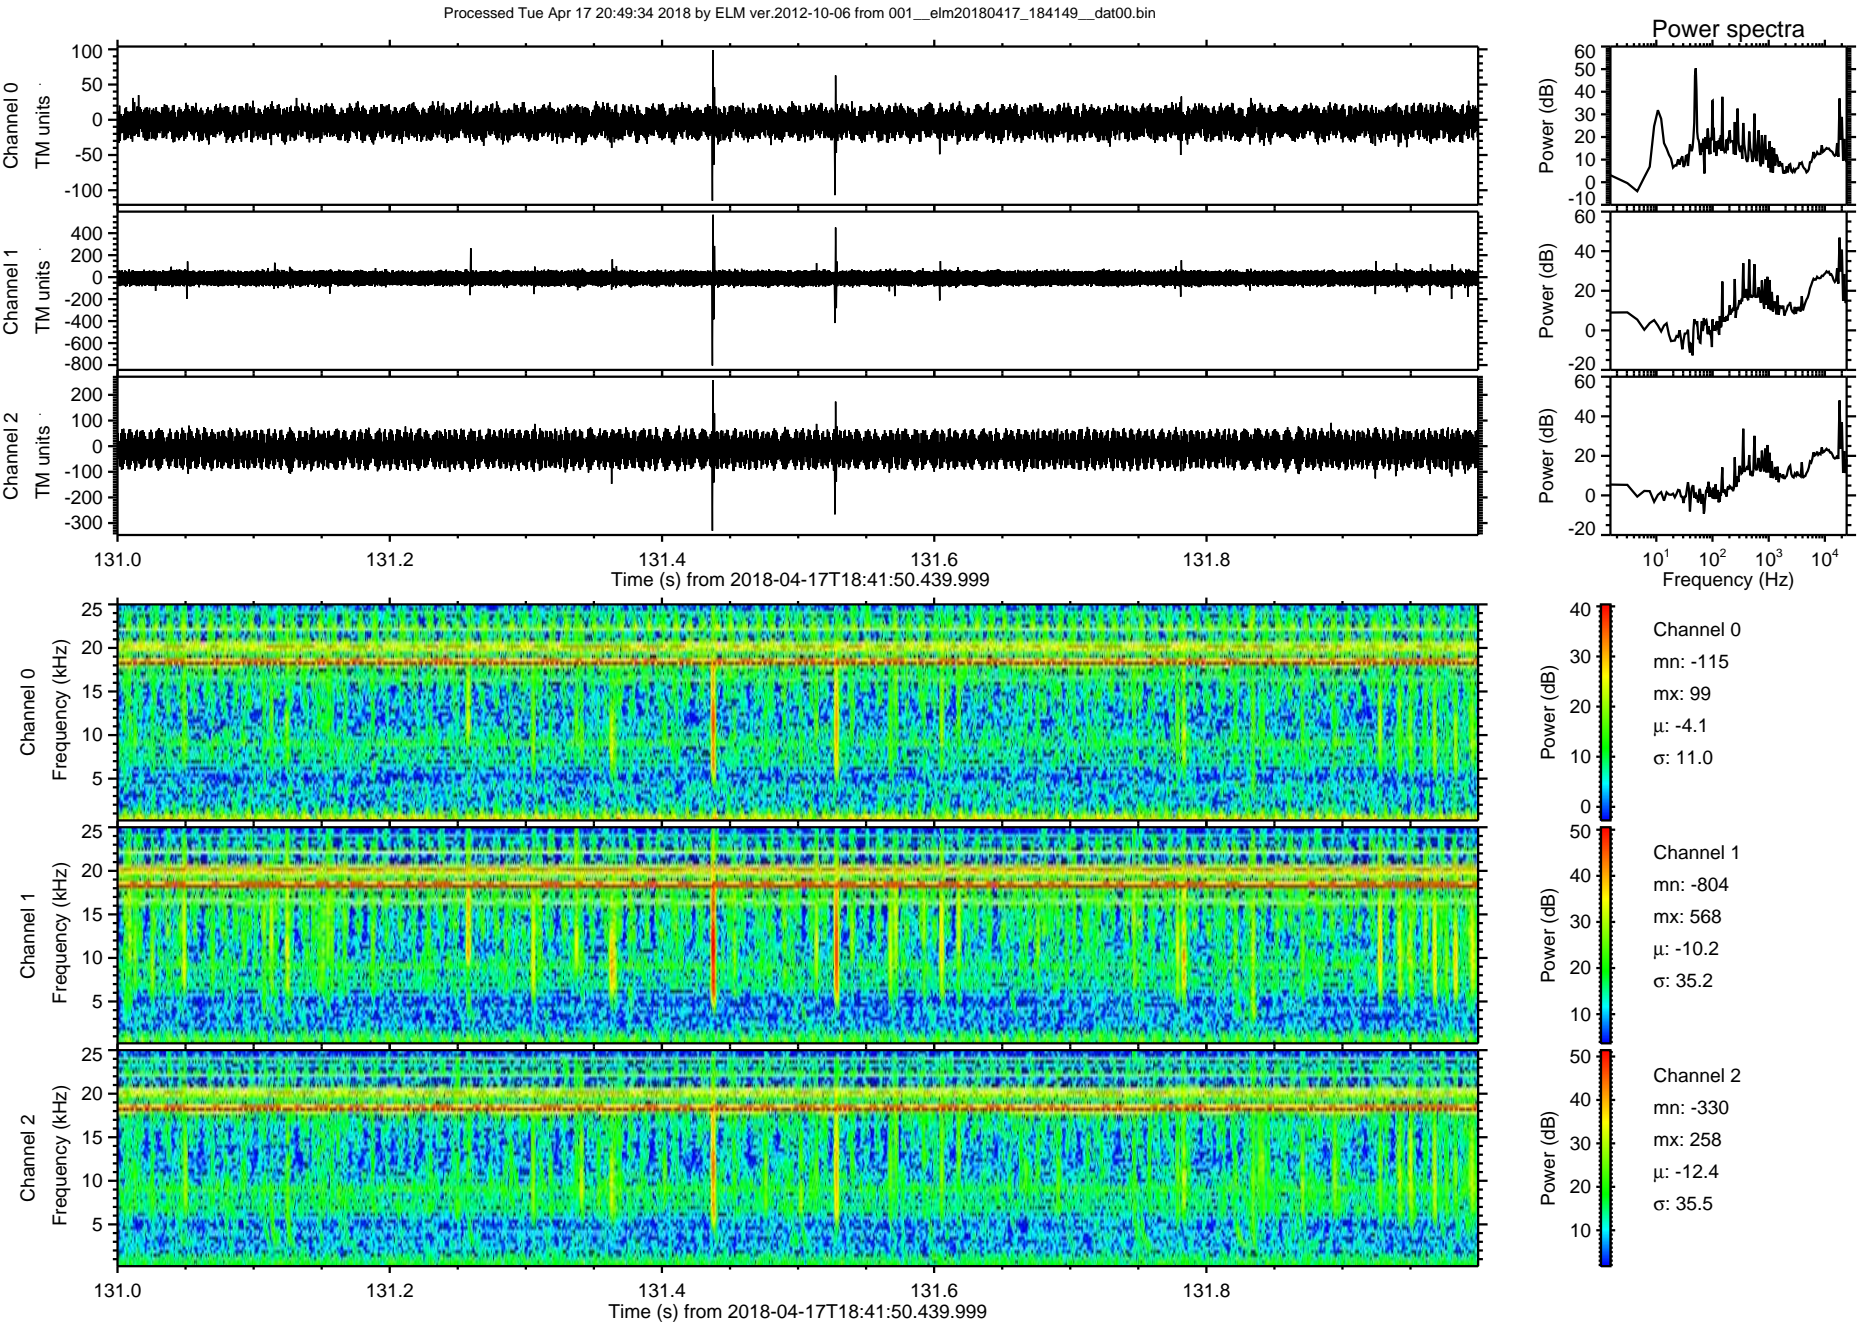 Processed Tue Apr 17 20:49:34 2018 by ELM ver.2012-10-06 from 001__elm20180417_184149__dat00.bin
Power spectra
Channel 0
TM units
100
50
0
-50
-100
Power (dB)
60
50
40
30
20
10
0
-10
Channel 1
TM units
400
200
0
-200
-400
-600
-800
Power (dB)
60
40
20
0
-20
Channel 2
TM units
200
100
0
-100
-200
-300
Power (dB)
60
40
20
0
-20
131.0 131.2 131.4 131.6 131.8
Time (s) from 2018-04-17T18:41:50.439.999
10^1 10^2 10^3 10^4
Frequency (Hz)
Channel 0
Frequency (kHz)
25
20
15
10
5
Power (dB)
40
30
20
10
0
Channel 0
mn: -115
mx: 99
μ: -4.1
σ: 11.0
Channel 1
Frequency (kHz)
25
20
15
10
5
Power (dB)
50
40
30
20
10
Channel 1
mn: -804
mx: 568
μ: -10.2
σ: 35.2
Channel 2
Frequency (kHz)
25
20
15
10
5
Power (dB)
50
40
30
20
10
Channel 2
mn: -330
mx: 258
μ: -12.4
σ: 35.5
131.0 131.2 131.4 131.6 131.8
Time (s) from 2018-04-17T18:41:50.439.999